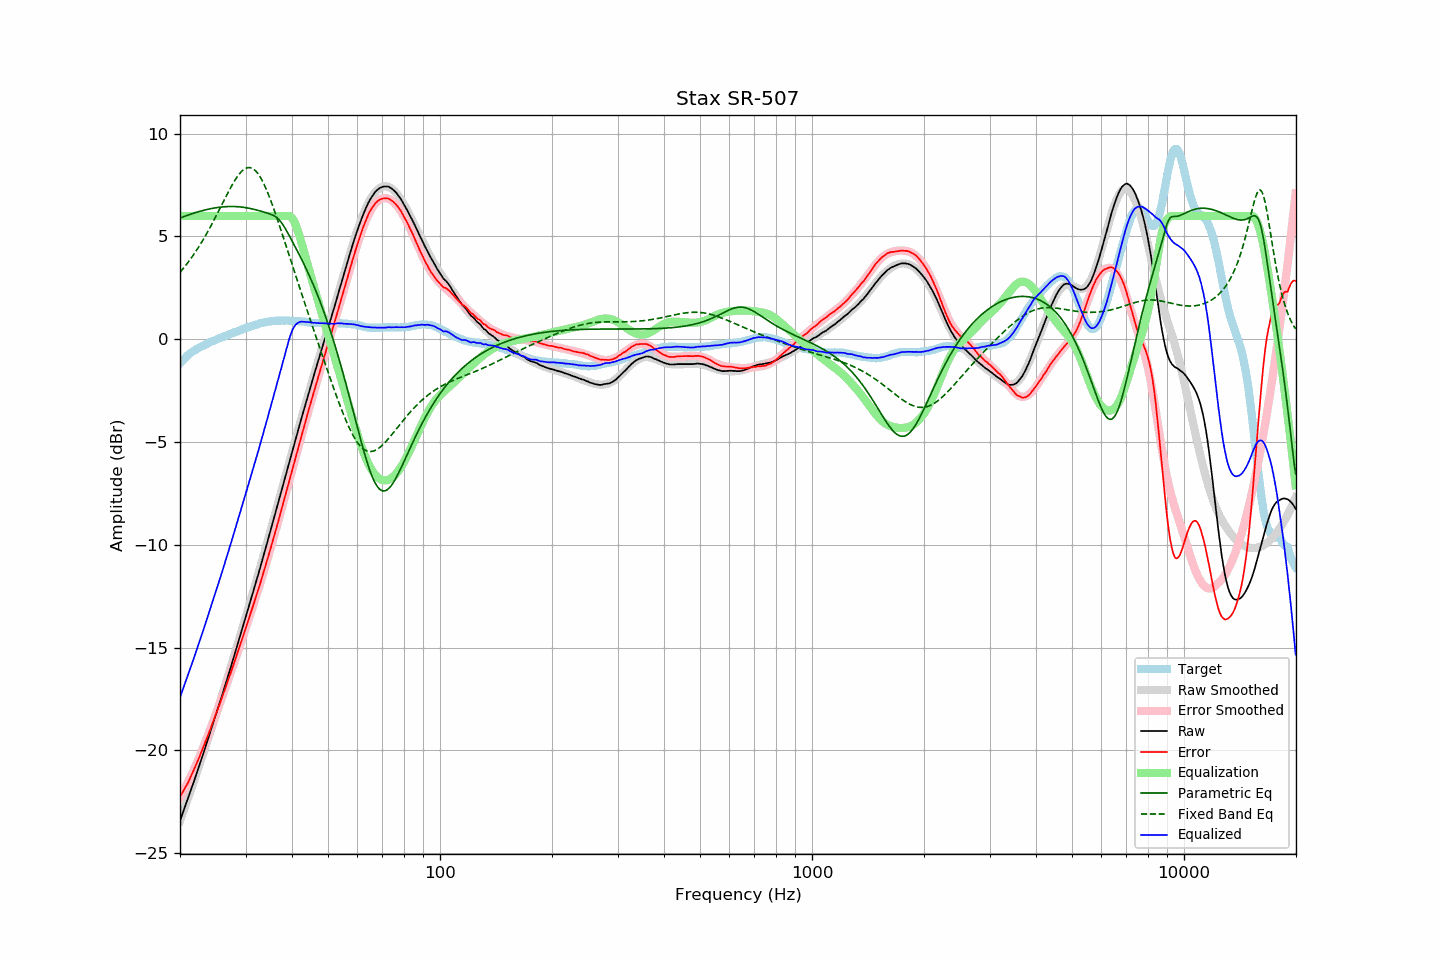 Stax SR-507
Amplitude (dBr)
10
5
0
−5
−10
−15
−20
−25
100
1000
10000
Frequency (Hz)
Target
Raw Smoothed
Error Smoothed
Raw
Error
Equalization
Parametric Eq
Fixed Band Eq
Equalized